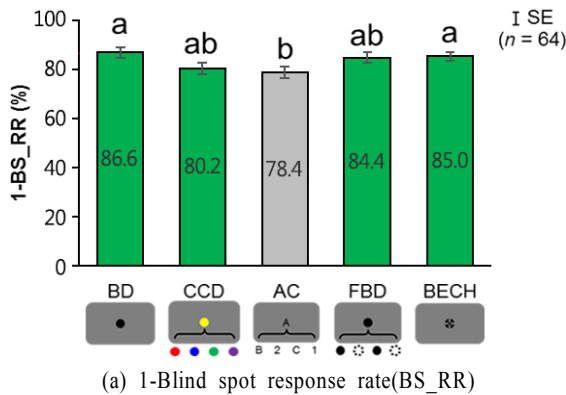 100
80
60
40
20
0
1-BS_RR (%)
a ab b ab a
I SE
(n = 64)
86.6 80.2 78.4 84.4 85.0
BD CCD AC FBD BECH
A
B 2 C 1
(a) 1-Blind spot response rate(BS_RR)